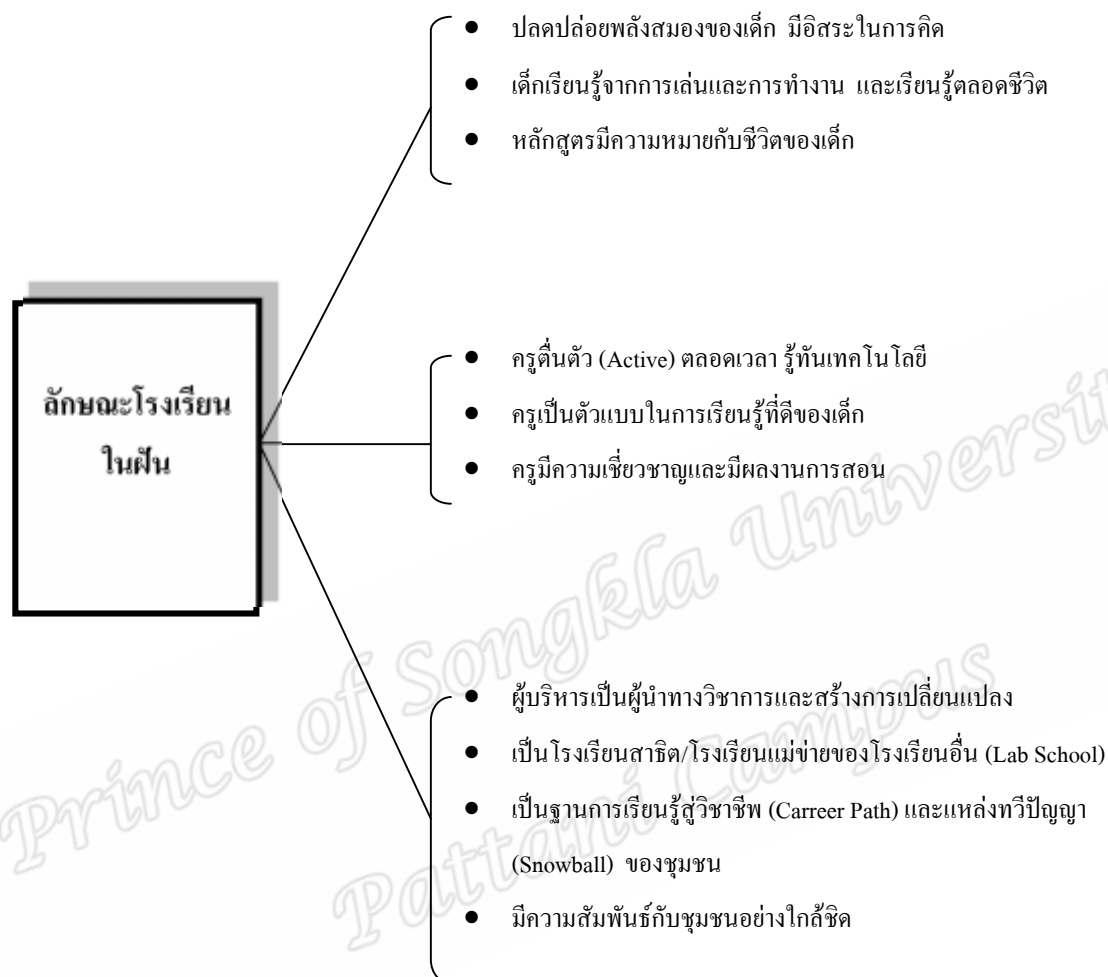 ปลดปล่อยพลังสมองของเด็ก มีอิสระในการคิด
เด็กเรียนรู้จากการเล่นและการทำงาน และเรียนรู้ตลอดชีวิต
หลักสูตรมีความหมายกับชีวิตของเด็ก
ลักษณะโรงเรียน
ในฝัน
ครูตื่นตัว (Active) ตลอดเวลา รู้ทันเทคโนโลยี
ครูเป็นตัวแบบในการเรียนรู้ที่ดีของเด็ก
ครูมีความเชี่ยวชาญและมีผลงานการสอน
ผู้บริหารเป็นผู้นำทางวิชาการและสร้างการเปลี่ยนแปลง
เป็นโรงเรียนสาธิต/โรงเรียนแม่ข่ายของโรงเรียนอื่น (Lab School)
เป็นฐานการเรียนรู้สู่วิชาชีพ (Carreer Path) และแหล่งทวีปัญญา
(Snowball) ของชุมชน
มีความสัมพันธ์กับชุมชนอย่างใกล้ชิด
Prince of Songkla Universit
Pattani Campus